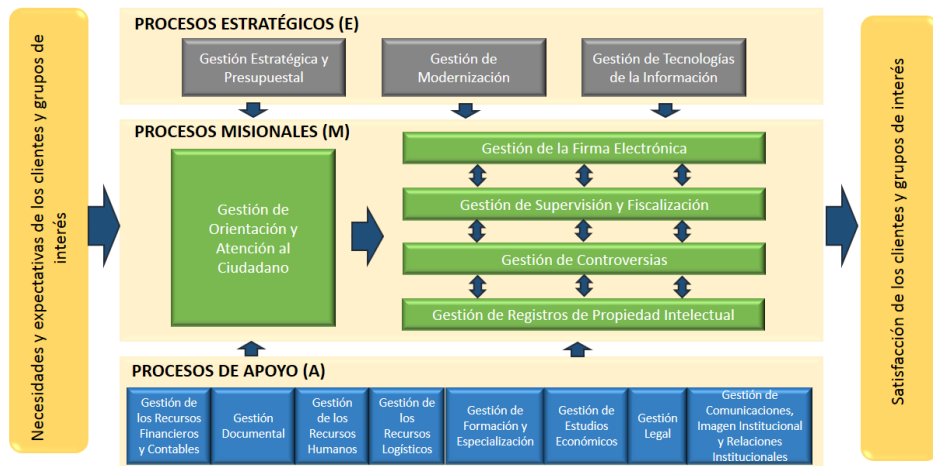 Necesidades y expectativas de los clientes y grupos de
interés
PROCESOS ESTRATÉGICOS (E)
Gestión Estratégica y
Presupuestal
Gestión de
Modernización
Gestión de Tecnologías
de la Información
PROCESOS MISIONALES (M)
Gestión de
Orientación y
Atención al
Ciudadano
Gestión de la Firma Electrónica
Gestión de Supervisión y Fiscalización
Gestión de Controversias
Gestión de Registros de Propiedad Intelectual
PROCESOS DE APOYO (A)
Gestión de
los Recursos
Financieros
y Contables
Gestión
Documental
Gestión
de los
Recursos
Humanos
Gestión de
los
Recursos
Logísticos
Gestión de
Formación y
Especialización
Gestión de
Estudios
Económicos
Gestión
Legal
Gestión de
Comunicaciones,
Imagen Institucional
y Relaciones
Institucionales
Satisfacción de los clientes y grupos de interés